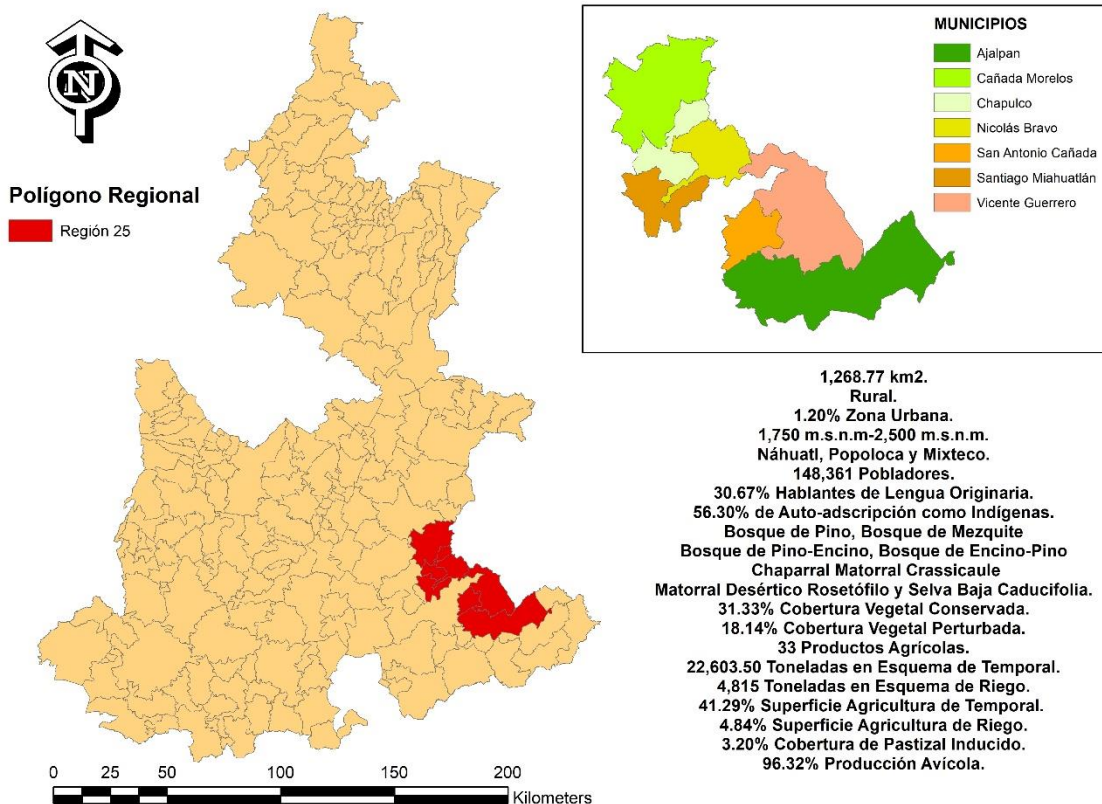 N
Polígono Regional
Región 25
MUNICIPIOS
Ajalpan
Cañada Morelos
Chapulco
Nicolás Bravo
San Antonio Cañada
Santiago Miahuatlán
Vicente Guerrero
1,268.77 km2.
Rural.
1.20% Zona Urbana.
1,750 m.s.n.m-2,500 m.s.n.m.
Náhuatl, Popoloca y Mixteco.
148,361 Pobladores.
30.67% Hablantes de Lengua Originaria.
56.30% de Auto-adscripción como Indígenas.
Bosque de Pino, Bosque de Mezquite
Bosque de Pino-Encino, Bosque de Encino-Pino
Chaparral Matorral Crassicaule
Matorral Desértico Rosetófilo y Selva Baja Caducifolia.
31.33% Cobertura Vegetal Conservada.
18.14% Cobertura Vegetal Perturbada.
33 Productos Agrícolas.
22,603.50 Toneladas en Esquema de Temporal.
4,815 Toneladas en Esquema de Riego.
41.29% Superficie Agricultura de Temporal.
4.84% Superficie Agricultura de Riego.
3.20% Cobertura de Pastizal Inducido.
96.32% Producción Avícola.
0 25 50 100 150 200
Kilometers